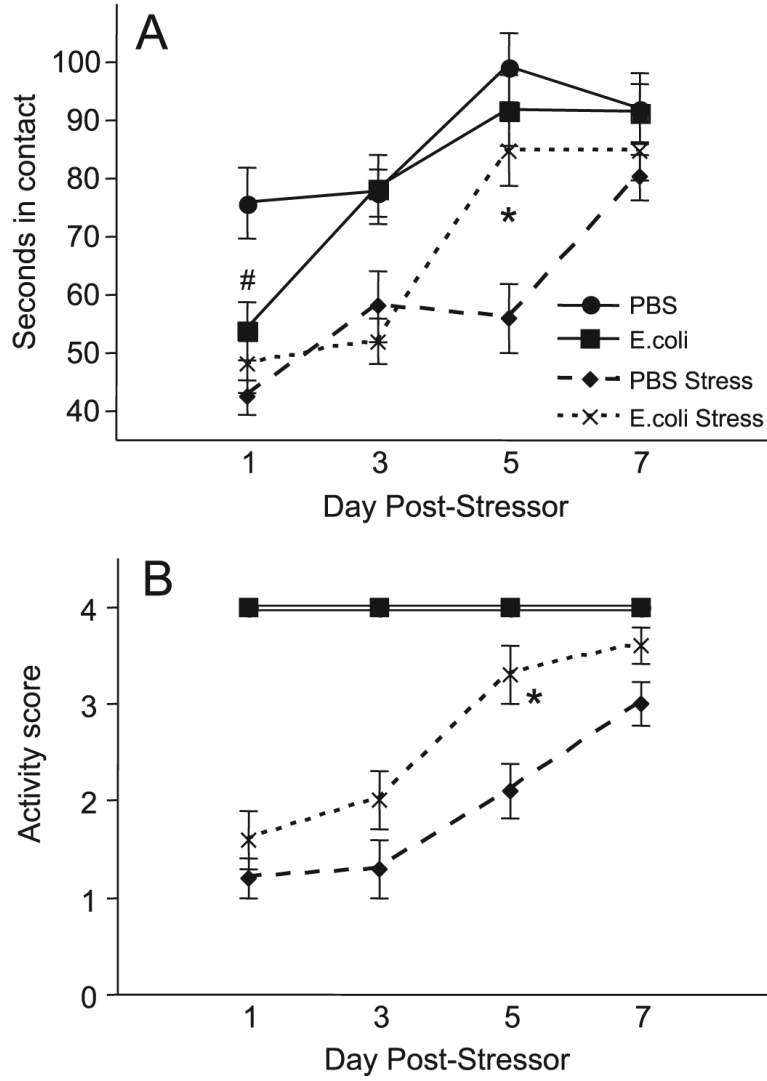 A
100
90
80
70
60
50
40
Seconds in contact
#
*
PBS
E.coli
PBS Stress
E.coli Stress
1 3 5 7
Day Post-Stressor
B
4
3
2
1
0
Activity score
*
1 3 5 7
Day Post-Stressor